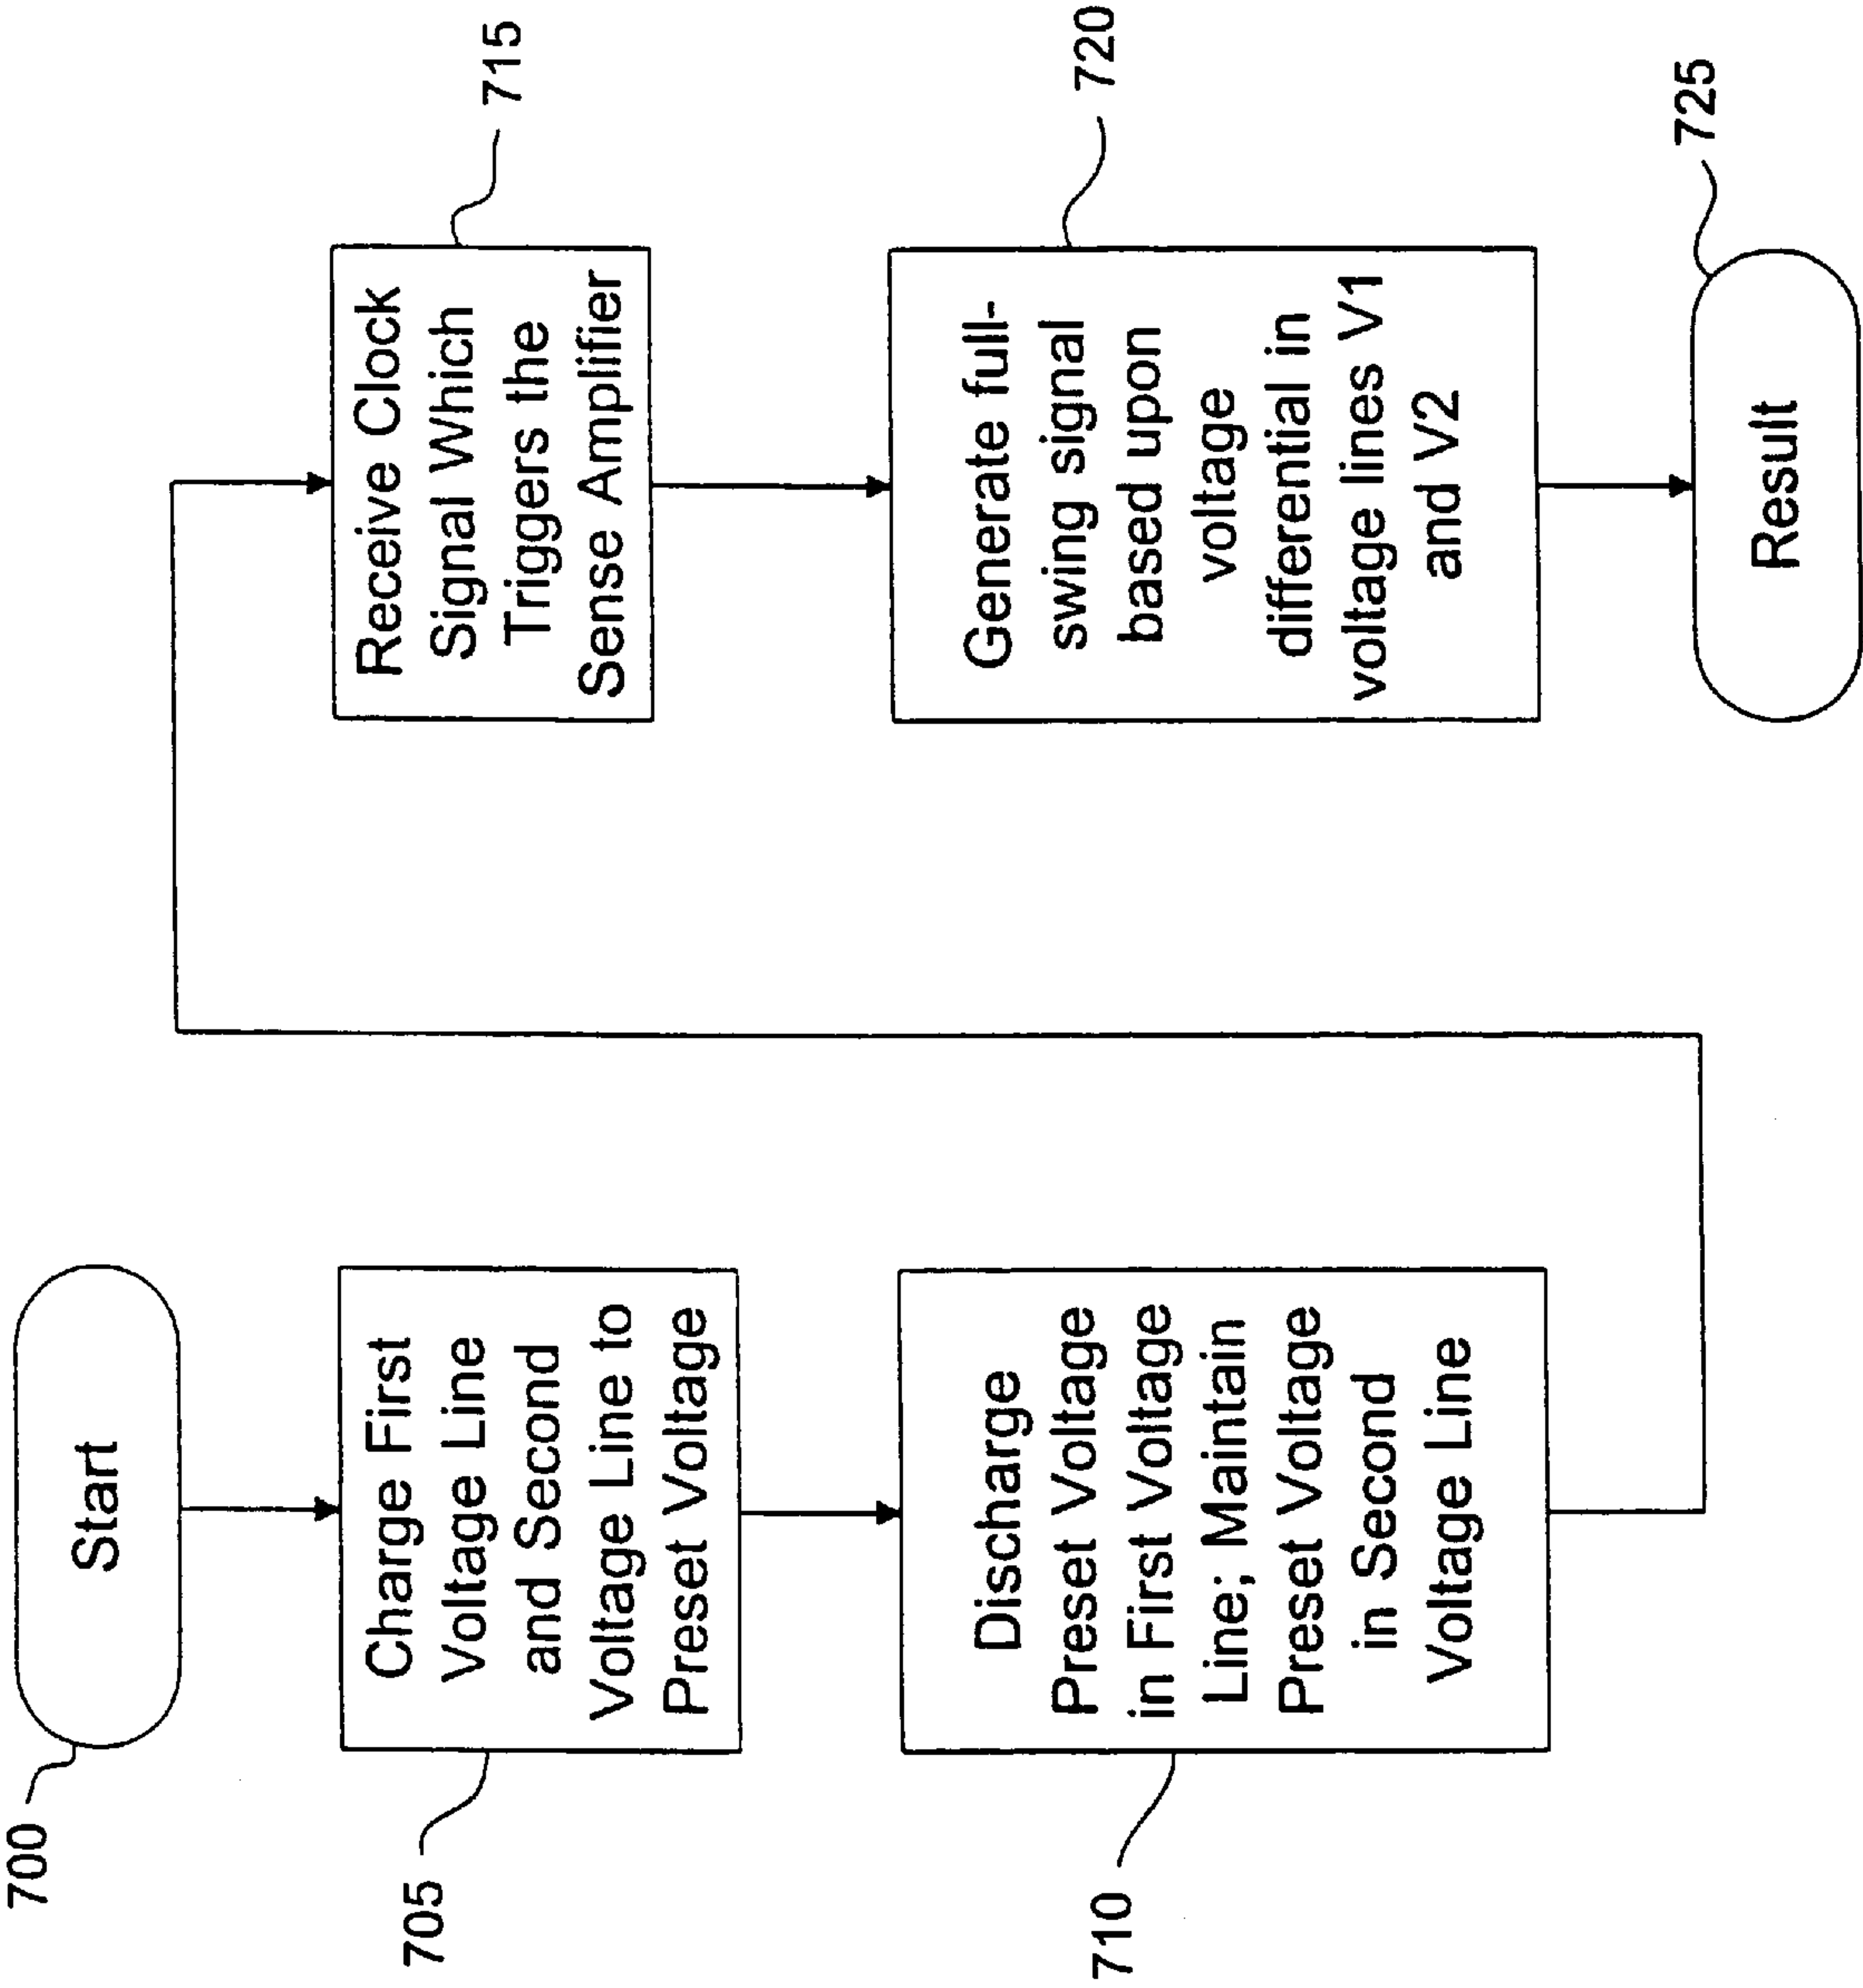 700
Start
705
Charge First
Voltage Line
and Second
Voltage Line to
Preset Voltage
710
Discharge
Preset Voltage
in First Voltage
Line; Maintain
Preset Voltage
in Second
Voltage Line
715
Receive Clock
Signal Which
Triggers the
Sense Amplifier
720
Generate full-
swing signal
based upon
voltage
differential in
voltage lines V1
and V2
725
Result